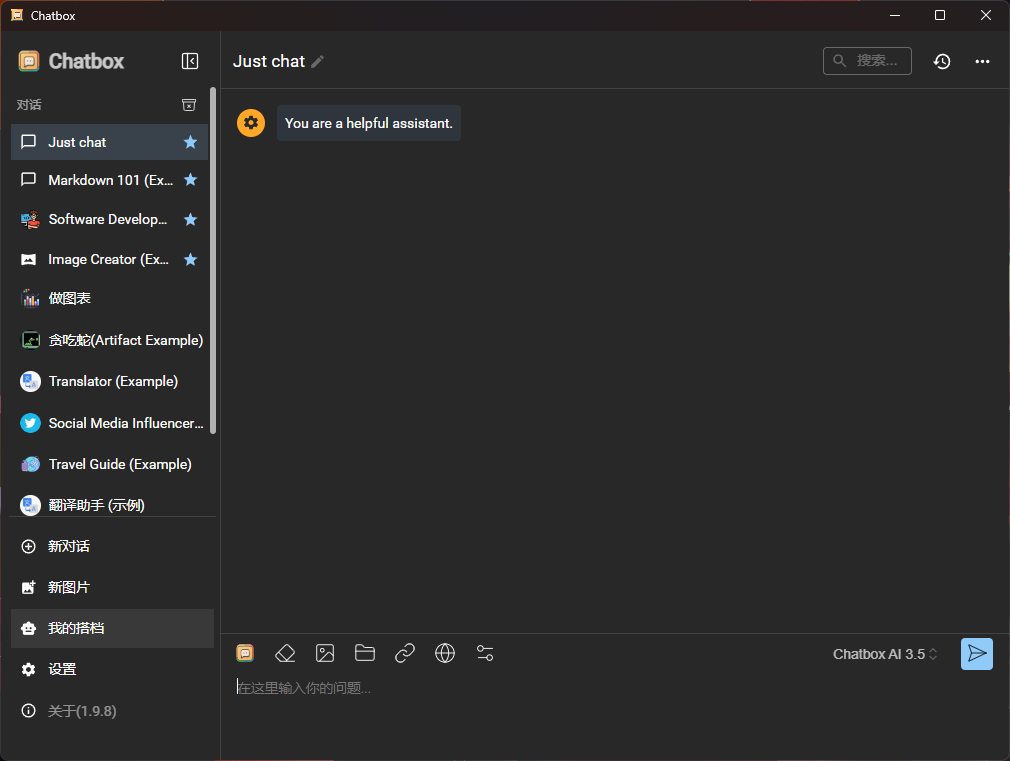 Chatbox
Chatbox
Just chat
搜索...
对话
You are a helpful assistant.
Just chat
Markdown 101 (Ex...
Software Develop...
Image Creator (Ex...
做图表
贪吃蛇(Artifact Example)
Translator (Example)
Social Media Influencer...
Travel Guide (Example)
翻译助手 (示例)
新对话
新图片
我的搭档
设置
关于(1.9.8)
Chatbox AI 3.5
在这里输入你的问题...